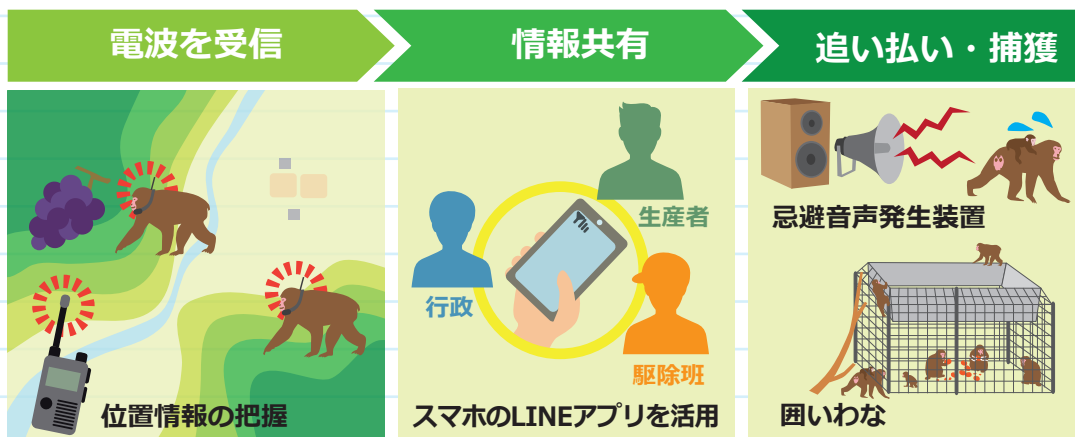 電波を受信
情報共有
追い払い・捕獲
位置情報の把握
生産者
行政
駆除班
スマホのLINEアプリを活用
忌避音声発生装置
囲いわな